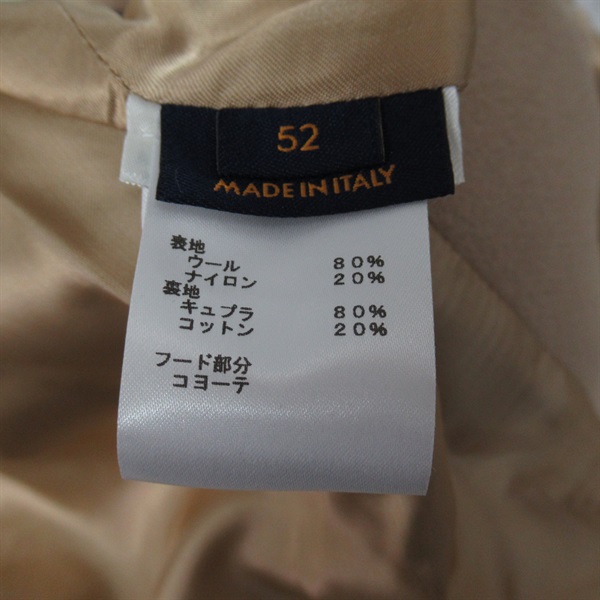 52
MADE IN ITALY
表地
ウール 80%
ナイロン 20%
裏地
キュプラ 80%
コットン 20%
フード部分
コヨーテ